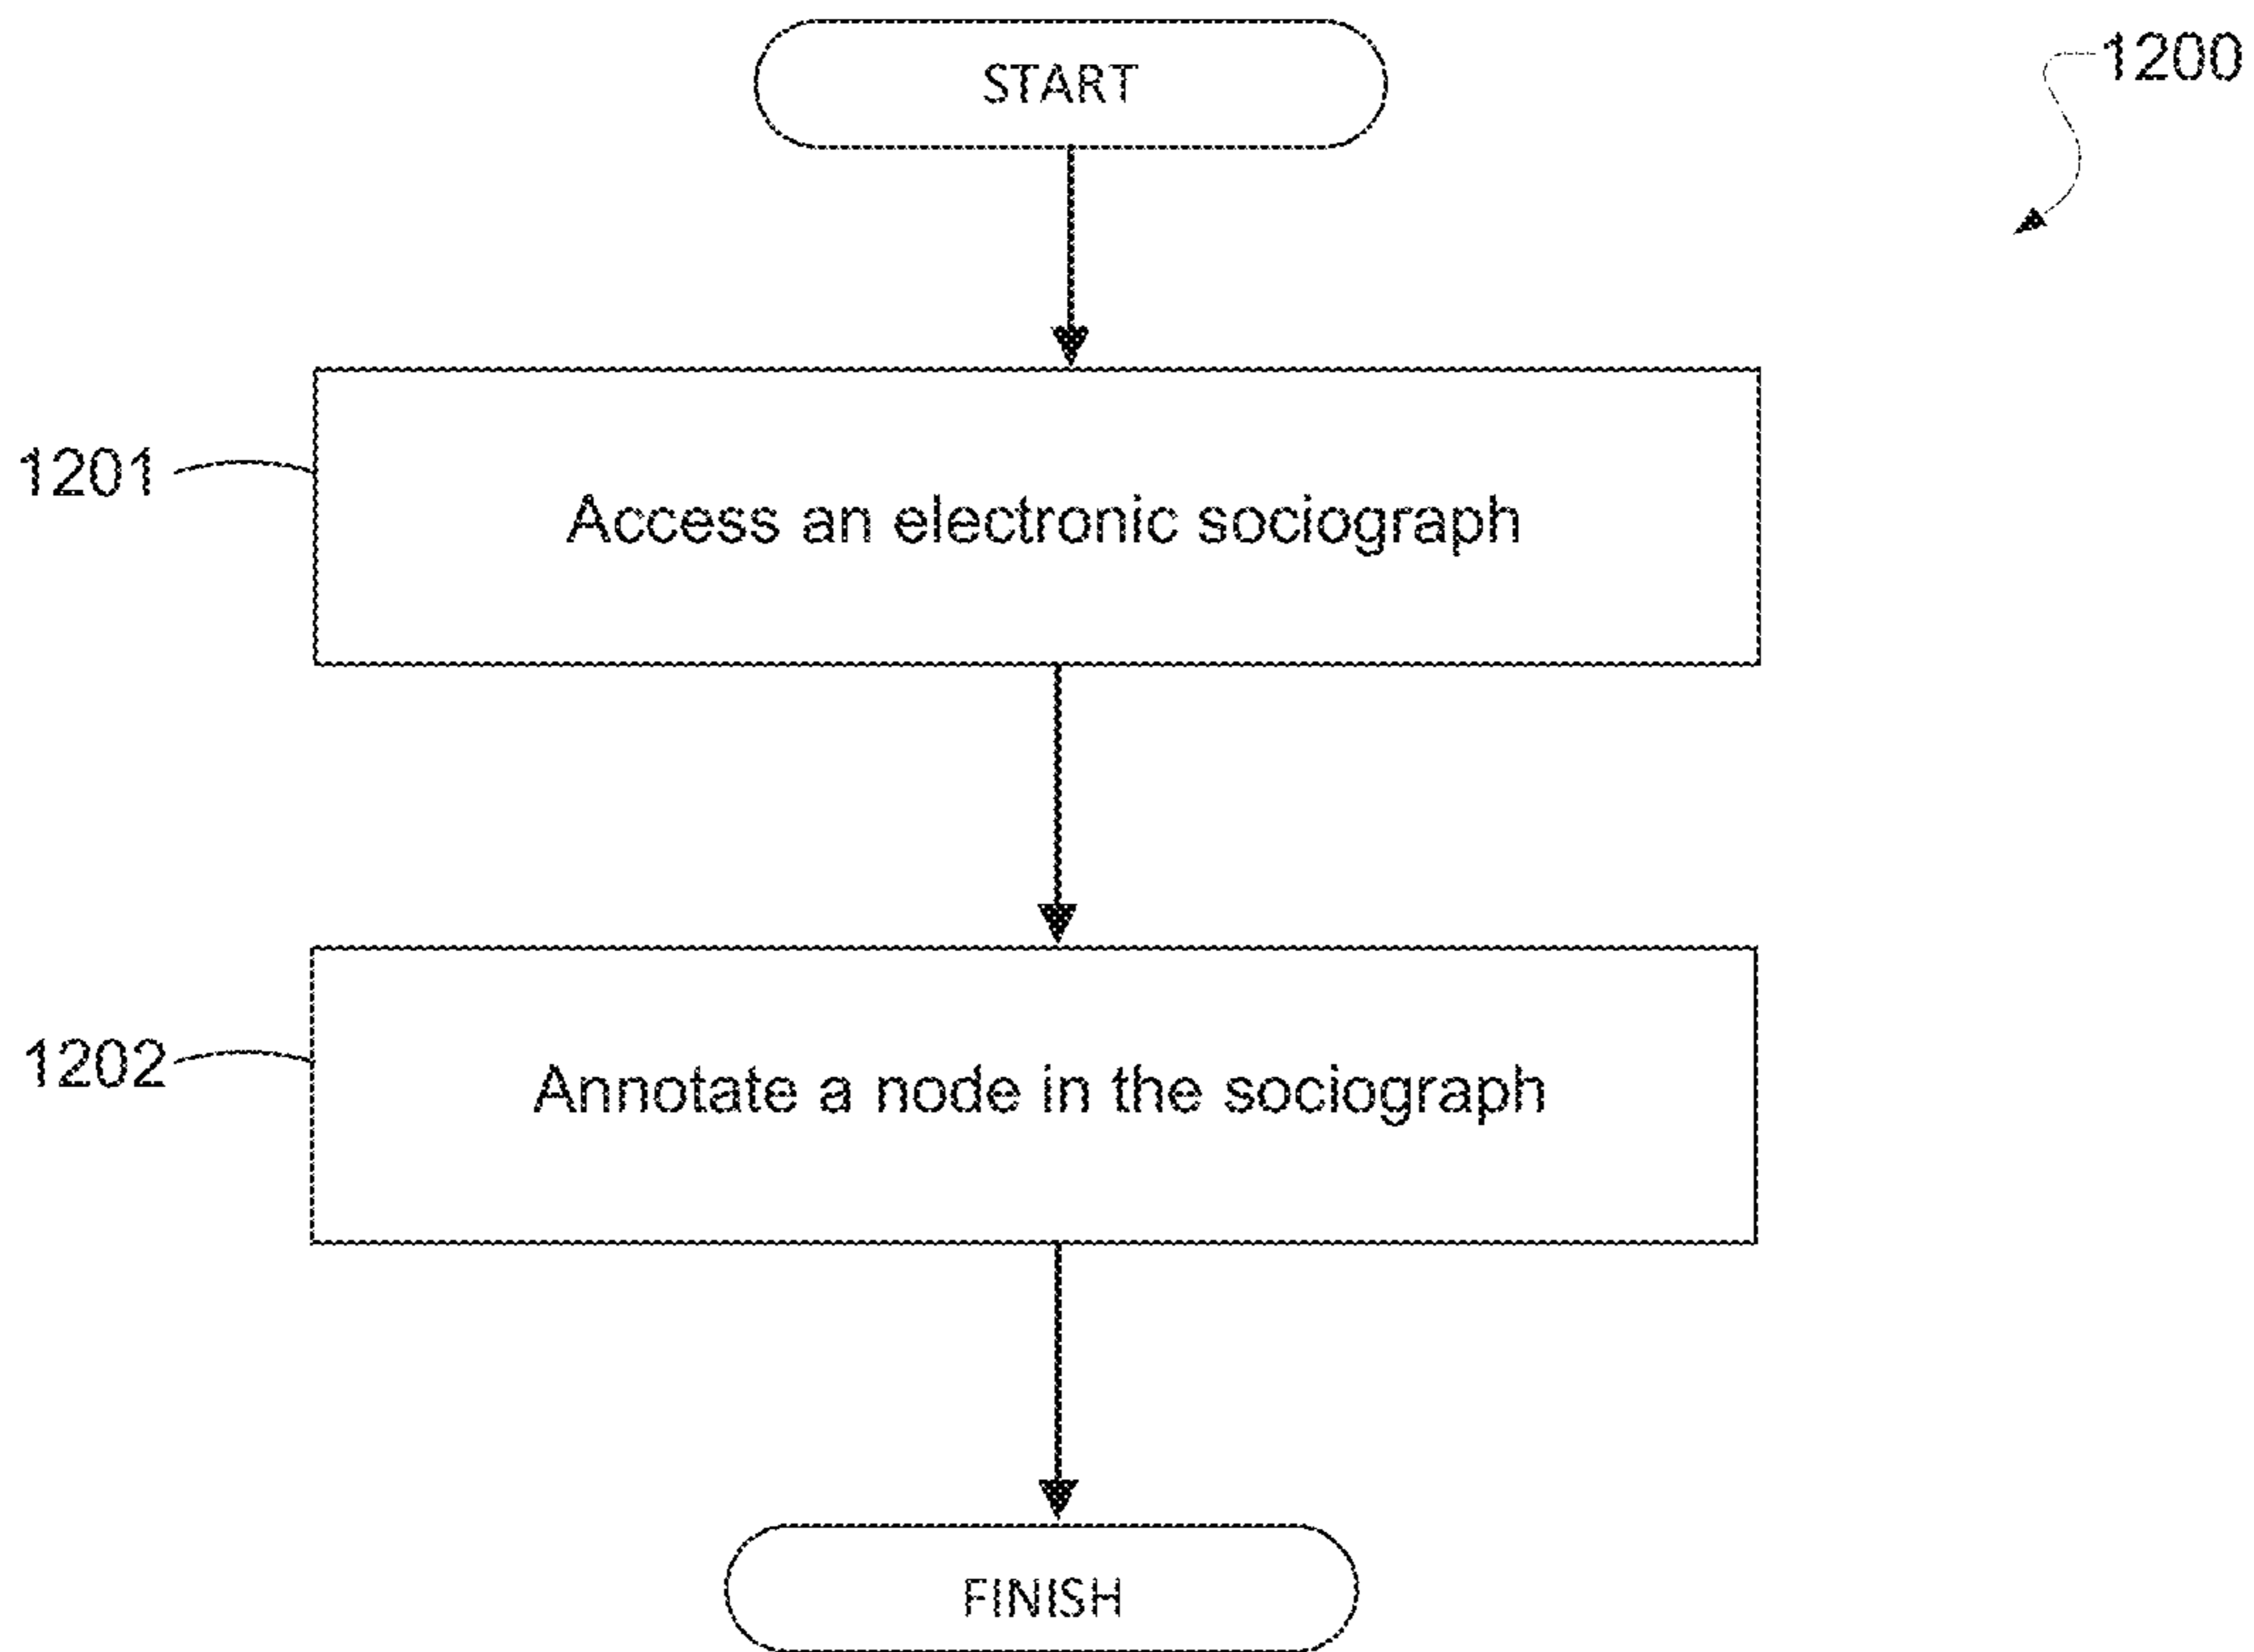 START
1200
1201
Access an electronic sociograph
1202
Annotate a node in the sociograph
FINISH